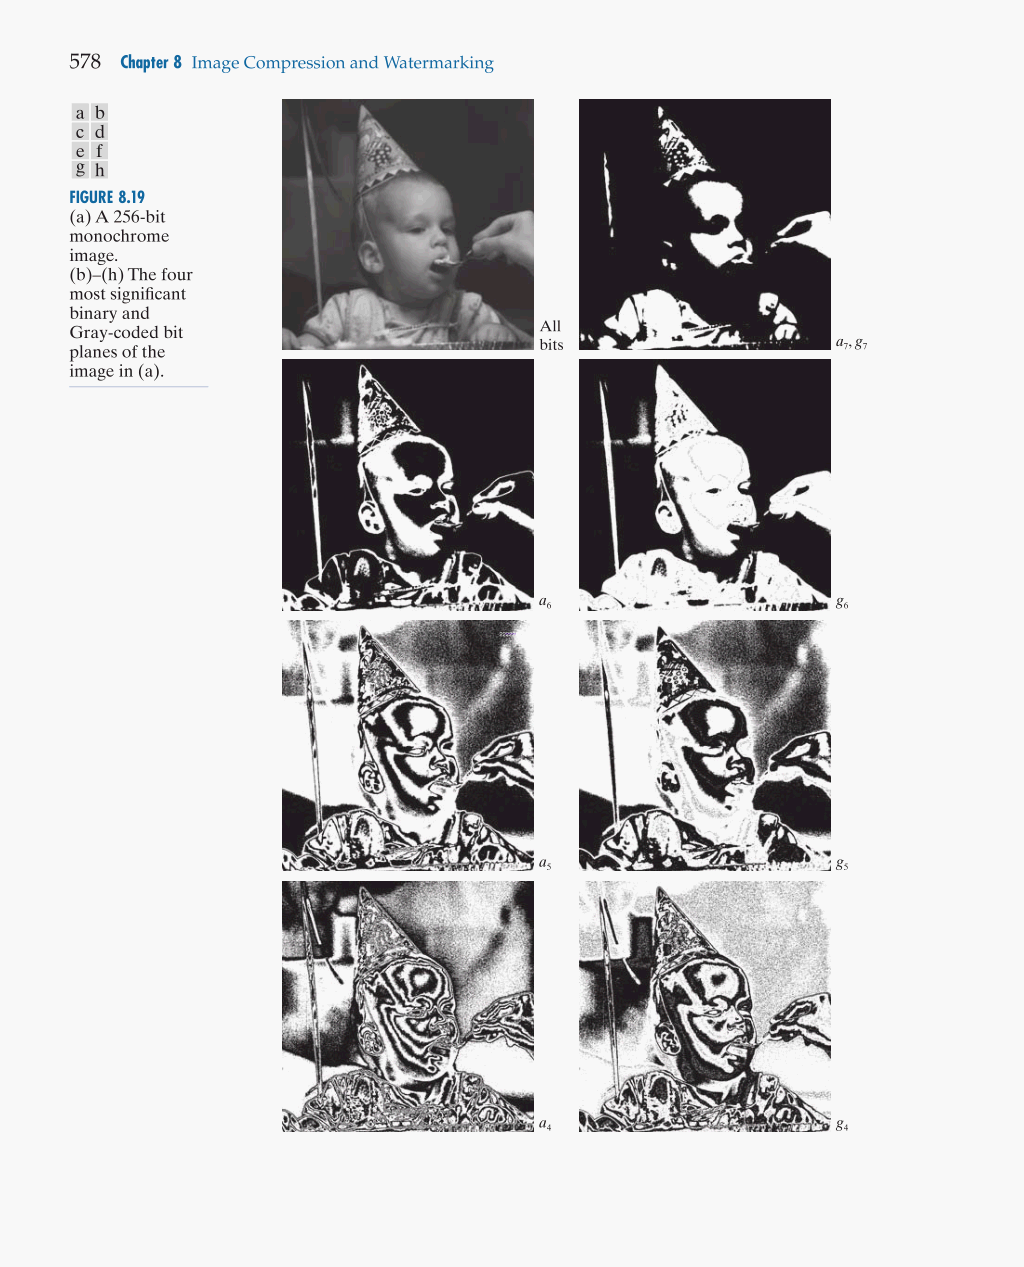 578 Chapter 8 Image Compression and Watermarking
a b
c d
e f
g h
FIGURE 8.19
(a) A 256-bit
monochrome
image.
(b)–(h) The four
most significant
binary and
Gray-coded bit
planes of the
image in (a).
All
bits
a₇, g₇
a₆
g₆
a₅
g₅
a₄
g₄